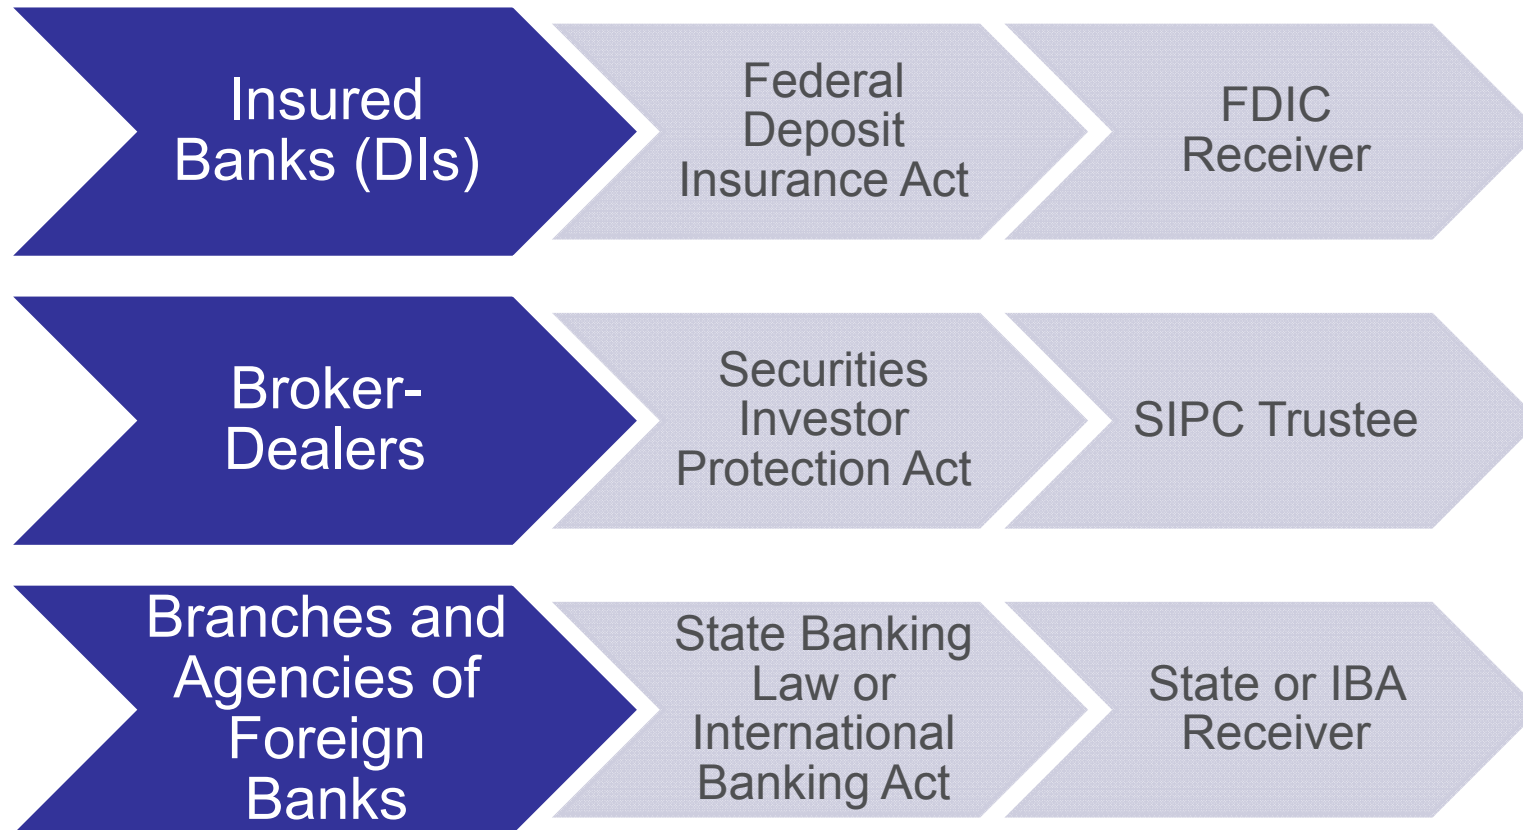 Insured
Banks (DIs)
Federal
Deposit
Insurance Act
FDIC
Receiver
Broker-
Dealers
Securities
Investor
Protection Act
SIPC Trustee
Branches and
Agencies of
Foreign
Banks
State Banking
Law or
International
Banking Act
State or IBA
Receiver